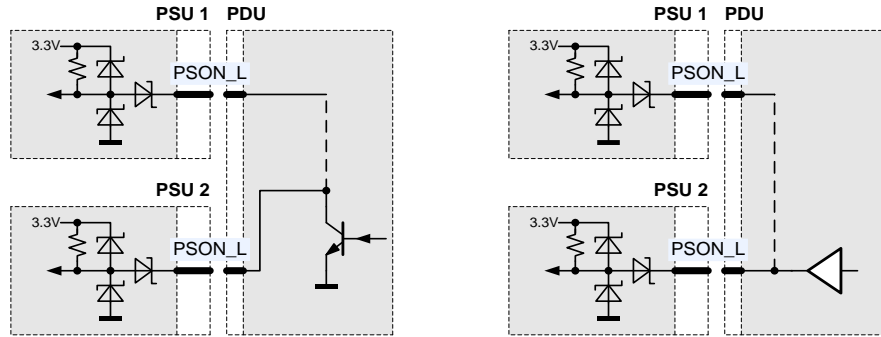 PSU 1 PDU
3.3V
PSON_L
PSU 2
3.3V
PSON_L
PSU 1 PDU
3.3V
PSON_L
PSU 2
3.3V
PSON_L